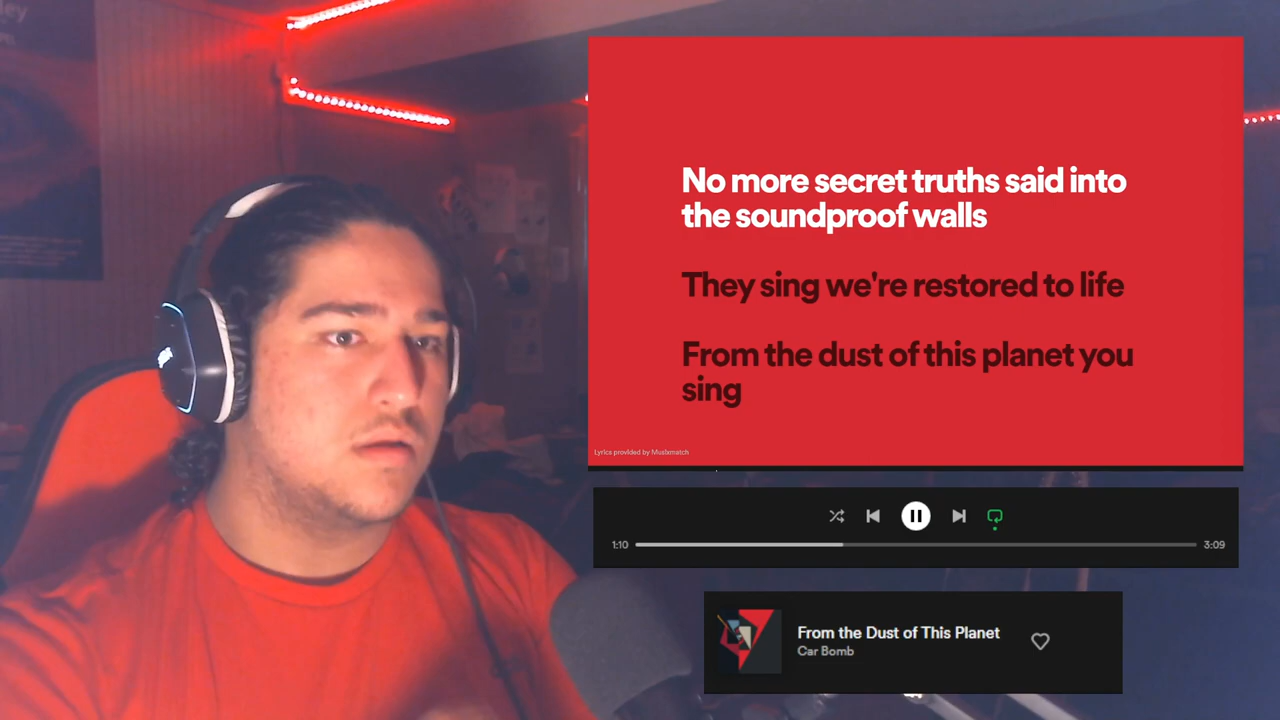 No more secret truths said into
the soundproof walls
They sing we're restored to life
From the dust of this planet you
sing
Lyrics provided by Musixmatch
1:10
3:09
From the Dust of This Planet
Car Bomb